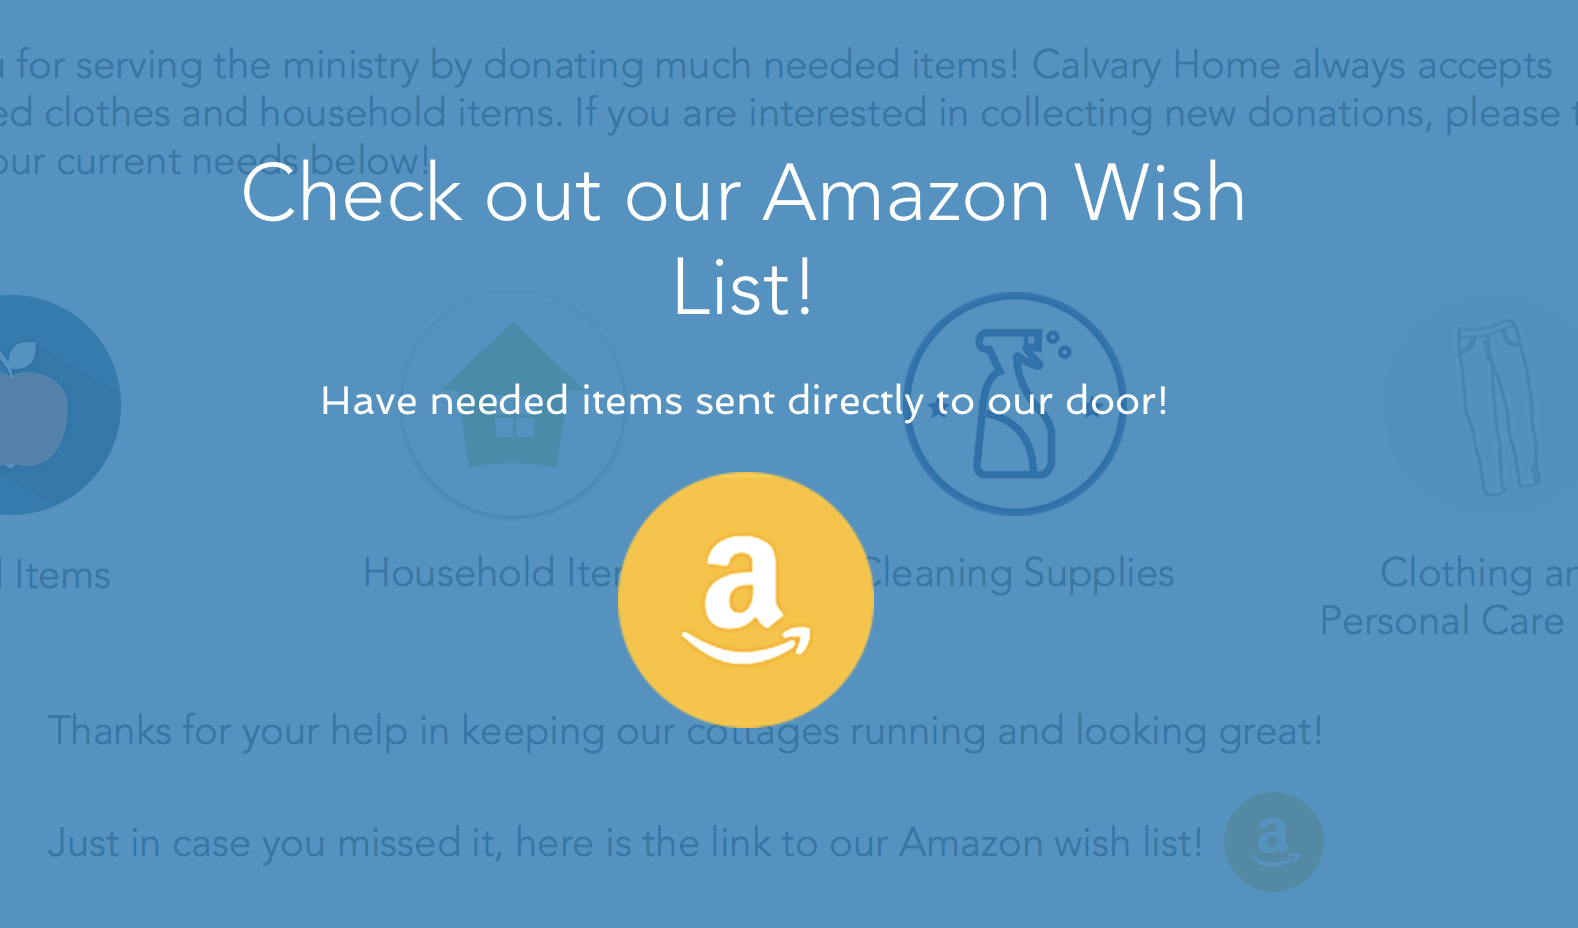 for serving the ministry by donating much needed items! Calvary Home always accepts
clothes and household items. If you are interested in collecting new donations, please
our current needs below!
Check out our Amazon Wish
List!
Have needed items sent directly to our door!
a
Items
Household
Cleaning Supplies
Clothing
Personal Care
Thanks for your help in keeping our cottages running and looking great!
Just in case you missed it, here is the link to our Amazon wish list!
a